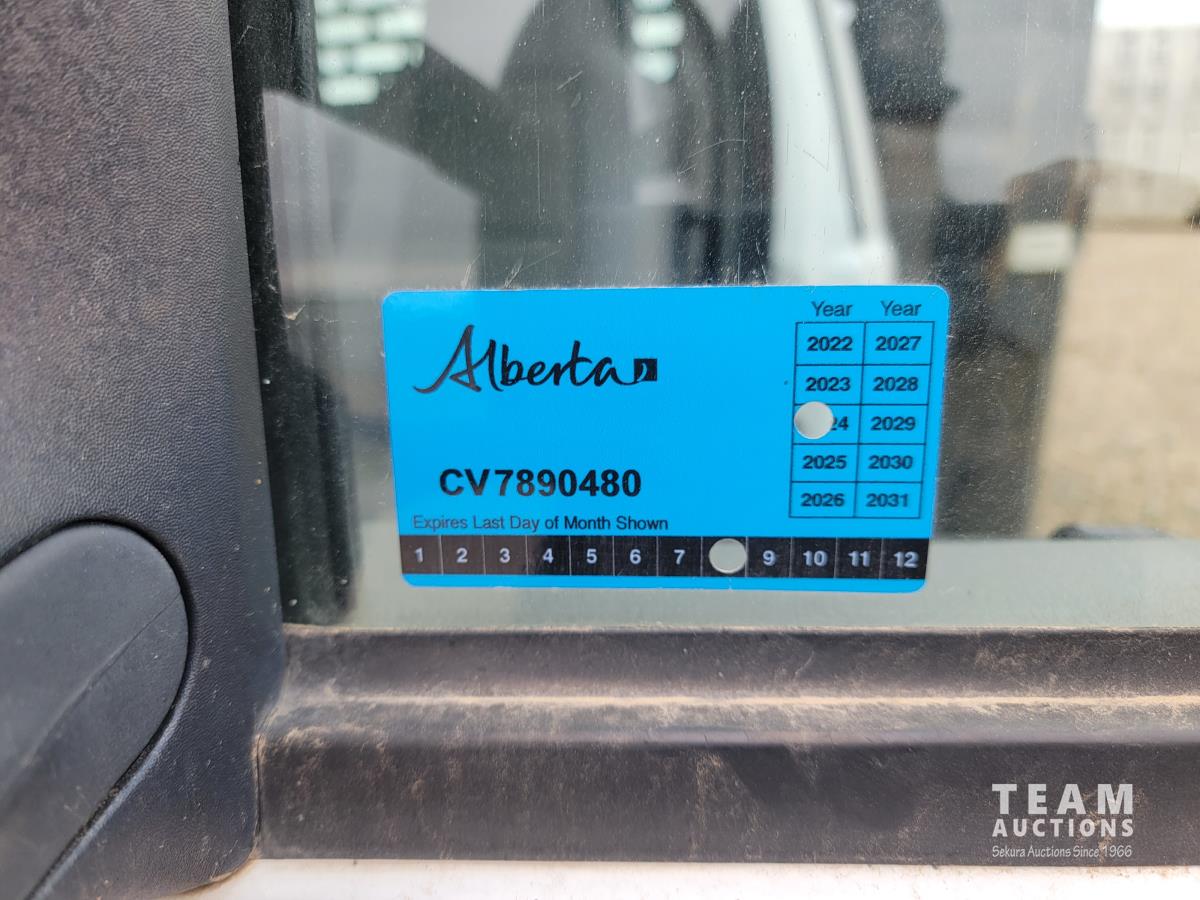 Alberta
Year Year
2022 2027
2023 2028
24 2029
2025 2030
2026 2031
CV7890480
Expires Last Day of Month Shown
1 2 3 4 5 6 7 9 10 11 12
TEAM
AUCTIONS
Sekura Auctions Since 1966